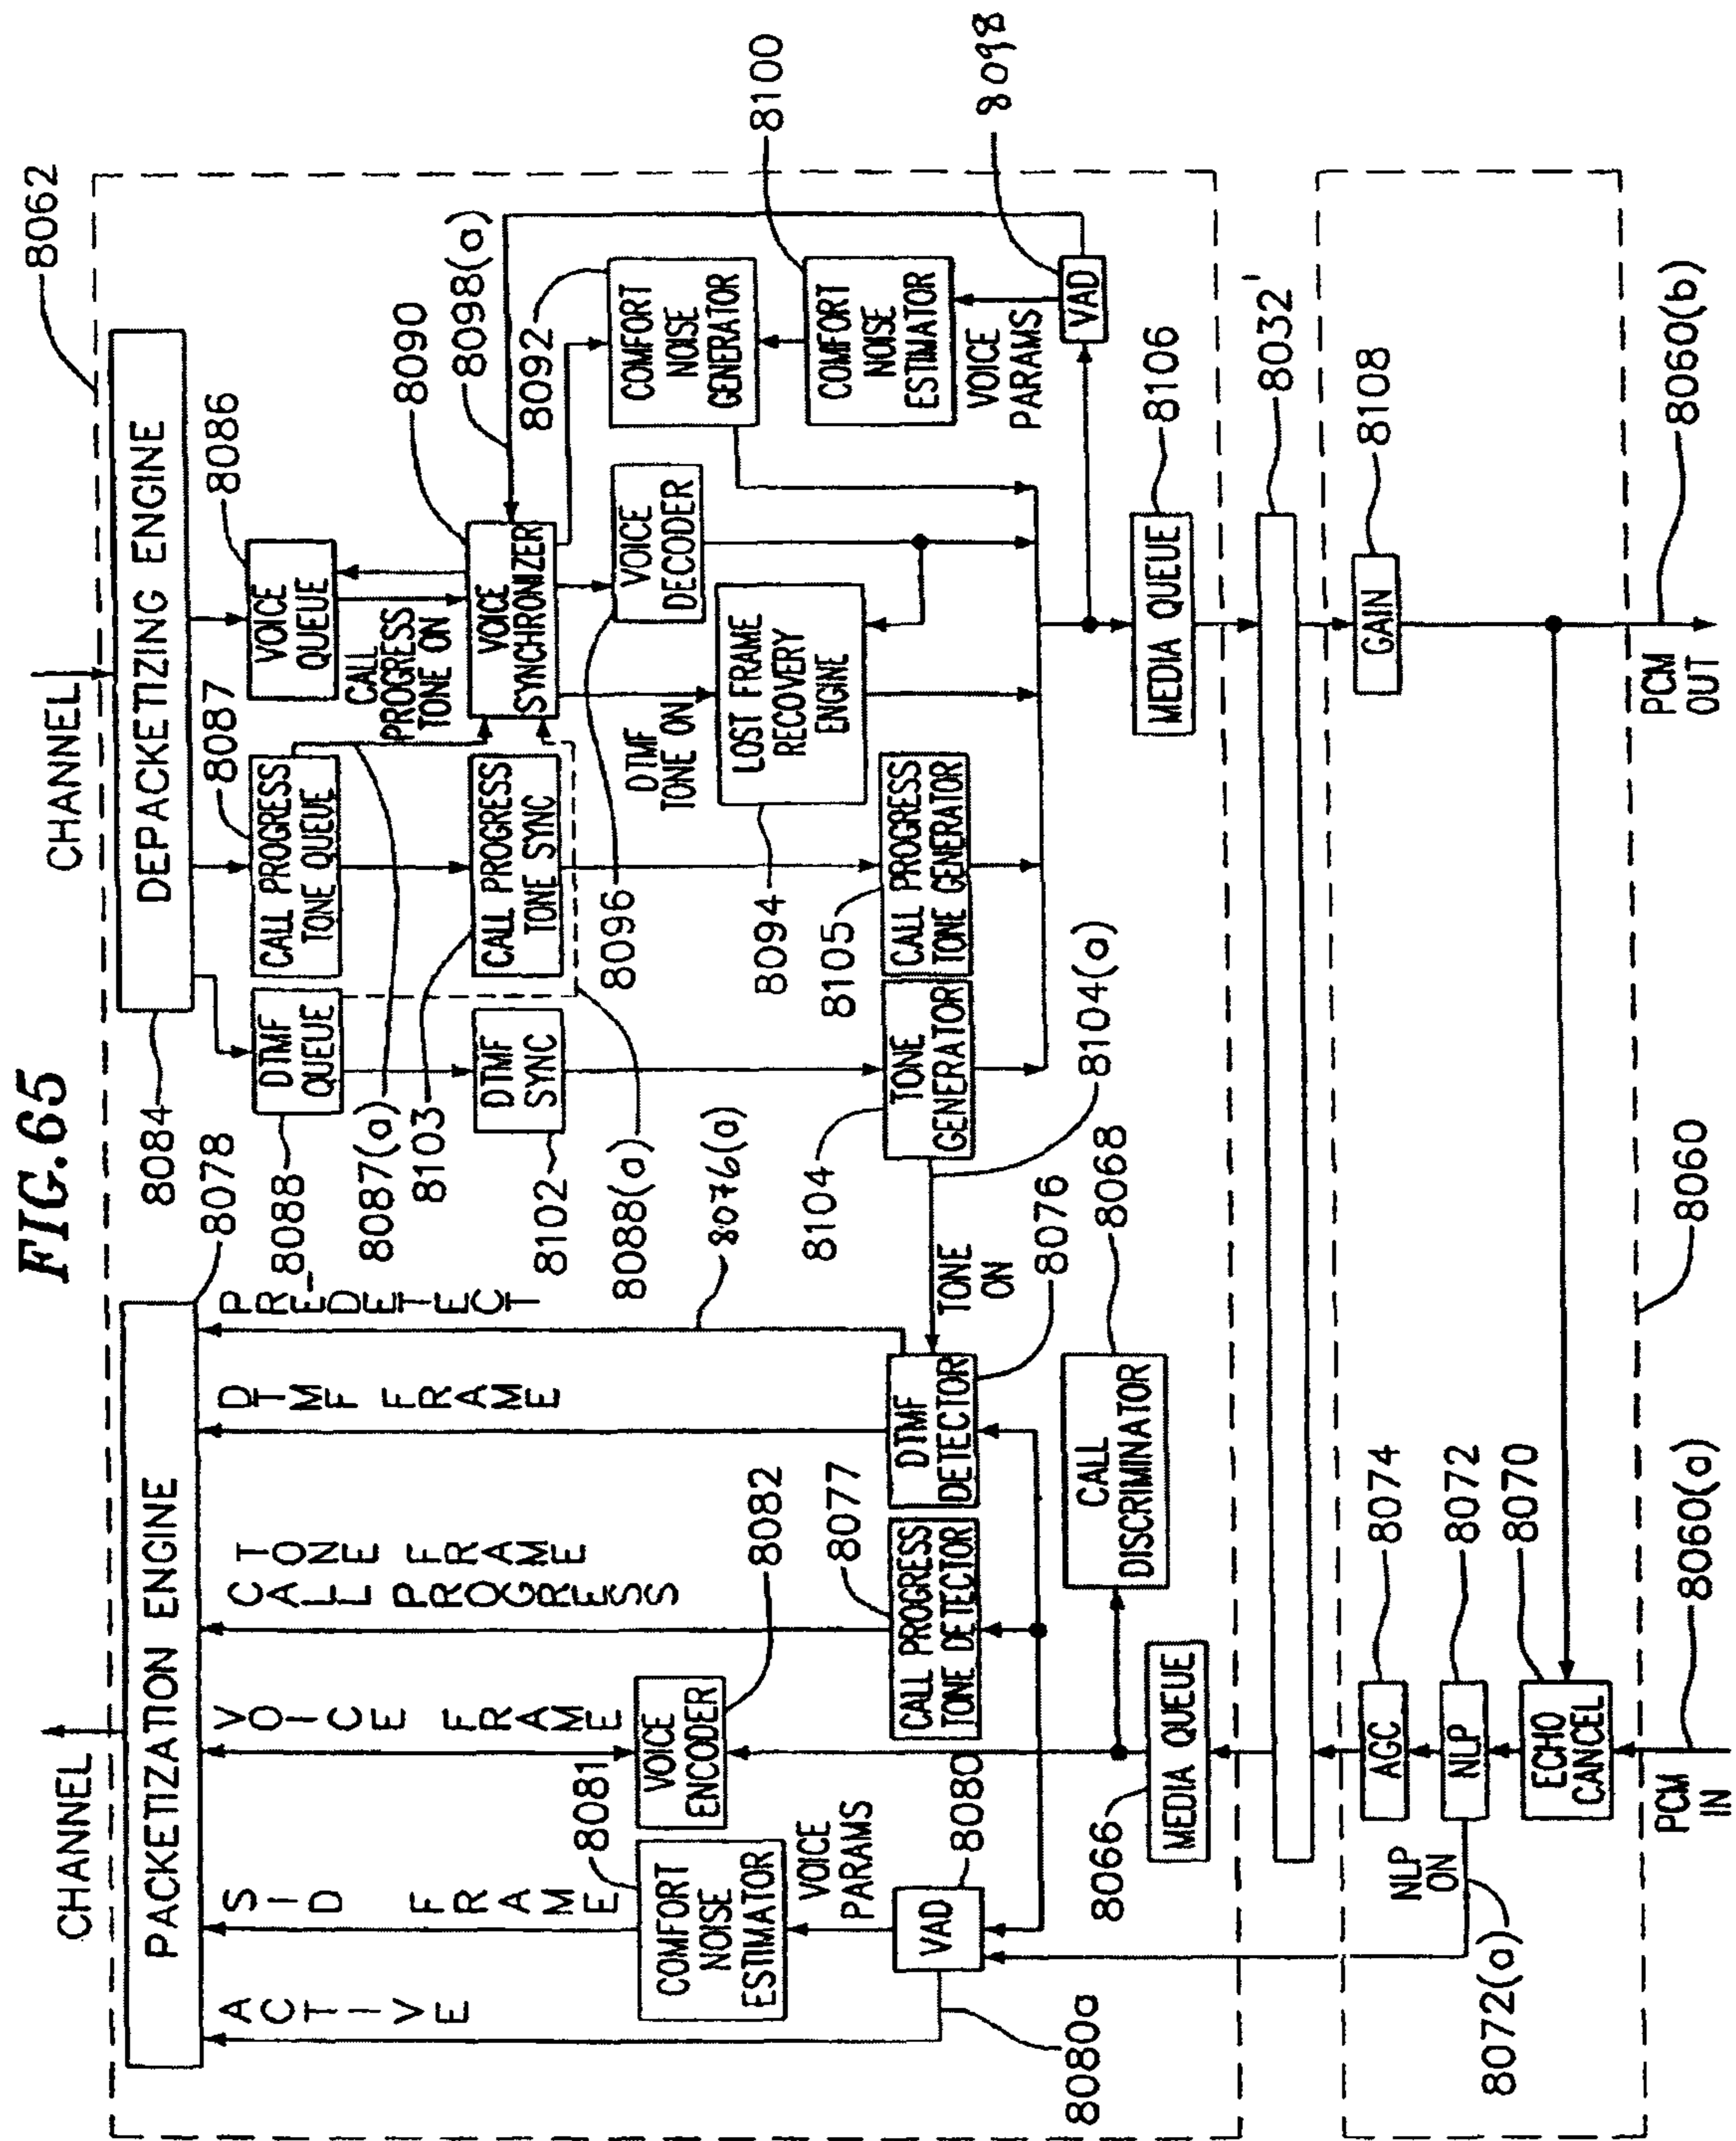 FIG.65
CHANNEL
PACKETIZATION ENGINE
8078
ACTIVE
SID FRAME
VOICE FRAME
CALL PROGRESS
TONE FRAME
DTMF FRAME
PRE-DETECT
8076(a)
COMFORT
NOISE
ESTIMATOR
8081
VOICE
ENCODER
8082
VOICE
PARAMS
VAD
8080
8080a
CALL PROGRESS
TONE DETECTOR
8077
DTMF
DETECTOR
8076
TONE
ON
CALL
DISCRIMINATOR
8068
MEDIA QUEUE
8066
CHANNEL
DEPACKETIZING ENGINE
8084
8062
DTMF
QUEUE
8088
CALL PROGRESS
TONE QUEUE
8087
8087(a)
VOICE
QUEUE
8086
CALL
PROGRESS
TONE ON
DTMF
SYNC
8102
CALL PROGRESS
TONE SYNC
8103
8088(a)
VOICE
SYNCHRONIZER
8090
8098(a)
8096
DTMF
TONE ON
VOICE
DECODER
COMFORT
NOISE
GENERATOR
8092
LOST FRAME
RECOVERY
ENGINE
8094
COMFORT
NOISE
ESTIMATOR
8100
VOICE
PARAMS
VAD
8098
TONE
GENERATOR
8104
8104(a)
CALL PROGRESS
TONE GENERATOR
8105
MEDIA QUEUE
8106
8032'
AGC
8074
NLP
8072
NLP
ON
8072(a)
ECHO
CANCEL
8070
PCM
IN
8060(a)
GAIN
8108
PCM
OUT
8060(b)
8060